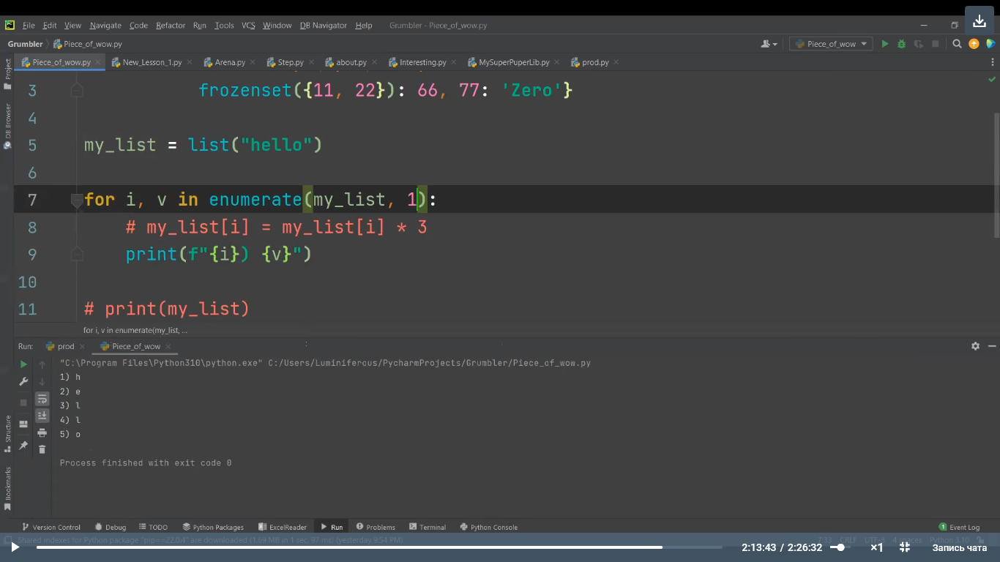 File Edit View Navigate Code Refactor Run Tools VCS Window DB Navigator Help Grumbler - Piece_of_wow.py
Grumbler Piece_of_wow.py Piece_of_wow
Piece_of_wow.py New_Lesson_1.py Arena.py Step.py about.py Interesting.py MySuperPuperLib.py prod.py
Project
DB Browser
3 frozenset({11, 22}): 66, 77: 'Zero'}
4
5 my_list = list("hello")
6
7 for i, v in enumerate(my_list, 1):
8 # my_list[i] = my_list[i] * 3
9 print(f"{i}) {v}")
10
11 # print(my_list)
for i, v in enumerate(my_list, ...
Run: prod Piece_of_wow
"C:\Program Files\Python310\python.exe" C:/Users/Luminiferous/PycharmProjects/Grumbler/Piece_of_wow.py
1) h
2) e
3) l
4) l
5) o
Process finished with exit code 0
Structure
Bookmarks
Version Control Debug TODO Python Packages ExcelReader Run Problems Terminal Python Console 1 Event Log
Shared indexes for Python package "pip==22.0.4" are downloaded (1.69 MB in 1 sec, 97 ms) (yesterday 9:54 PM) 7:33 CRLF UTF-8 4 spaces Python 3.10
2:13:43 / 2:26:32 ×1 Запись чата